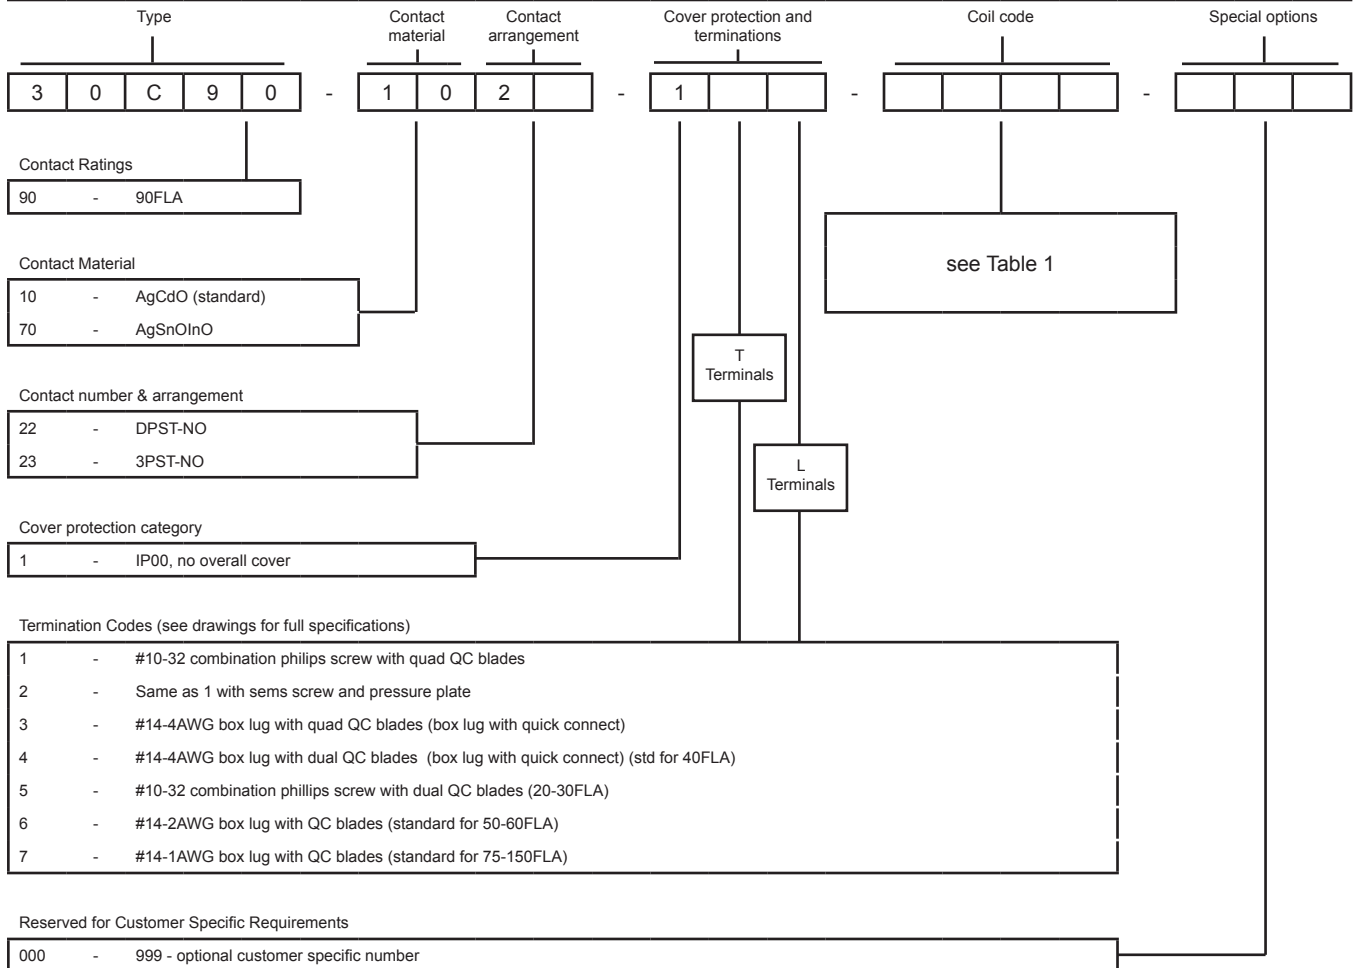 Type
Contact
material
Contact
arrangement
Cover protection and
terminations
Coil code
Special options
3 0 C 9 0 - 1 0 2 - 1 - -
Contact Ratings
90 - 90FLA
Contact Material
10 - AgCdO (standard)
70 - AgSnOInO
see Table 1
T
Terminals
Contact number & arrangement
22 - DPST-NO
23 - 3PST-NO
L
Terminals
Cover protection category
1 - IP00, no overall cover
Termination Codes (see drawings for full specifications)
1 - #10-32 combination philips screw with quad QC blades
2 - Same as 1 with sems screw and pressure plate
3 - #14-4AWG box lug with quad QC blades (box lug with quick connect)
4 - #14-4AWG box lug with dual QC blades (box lug with quick connect) (std for 40FLA)
5 - #10-32 combination phillips screw with dual QC blades (20-30FLA)
6 - #14-2AWG box lug with QC blades (standard for 50-60FLA)
7 - #14-1AWG box lug with QC blades (standard for 75-150FLA)
Reserved for Customer Specific Requirements
000 - 999 - optional customer specific number